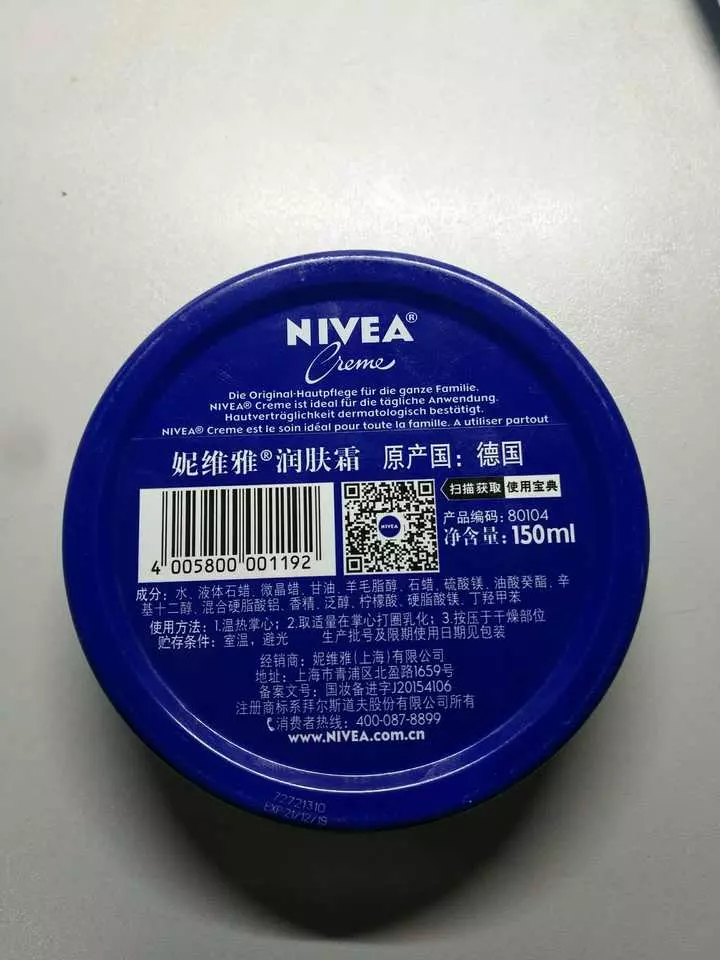 NIVEA®
Creme
Die Original-Hautpflege für die ganze Familie.
NIVEA® Creme ist ideal für die tägliche Anwendung.
Hautverträglichkeit dermatologisch bestätigt.
NIVEA® Creme est le soin idéal pour toute la famille. A utiliser partout
妮维雅®润肤霜 原产国：德国
扫描获取 使用宝典
NIVEA
产品编码：80104
净含量：150ml
4 005800 001192
成分：水、液体石蜡、微晶蜡、甘油、羊毛脂醇、石蜡、硫酸镁、油酸癸酯、辛
基十二醇、混合硬脂酸铝、香精、泛醇、柠檬酸、硬脂酸镁、丁羟甲苯
使用方法：1.温热掌心；2.取适量在掌心打圈乳化；3.按压于干燥部位
贮存条件：室温，避光 生产批号及限期使用日期见包装
经销商：妮维雅(上海)有限公司
地址：上海市青浦区北盈路1659号
备案文号：国妆备进字J20154106
注册商标系拜尔斯道夫股份有限公司所有
消费者热线：400-087-8899
www.NIVEA.com.cn
72721310
EXP 21/12/19